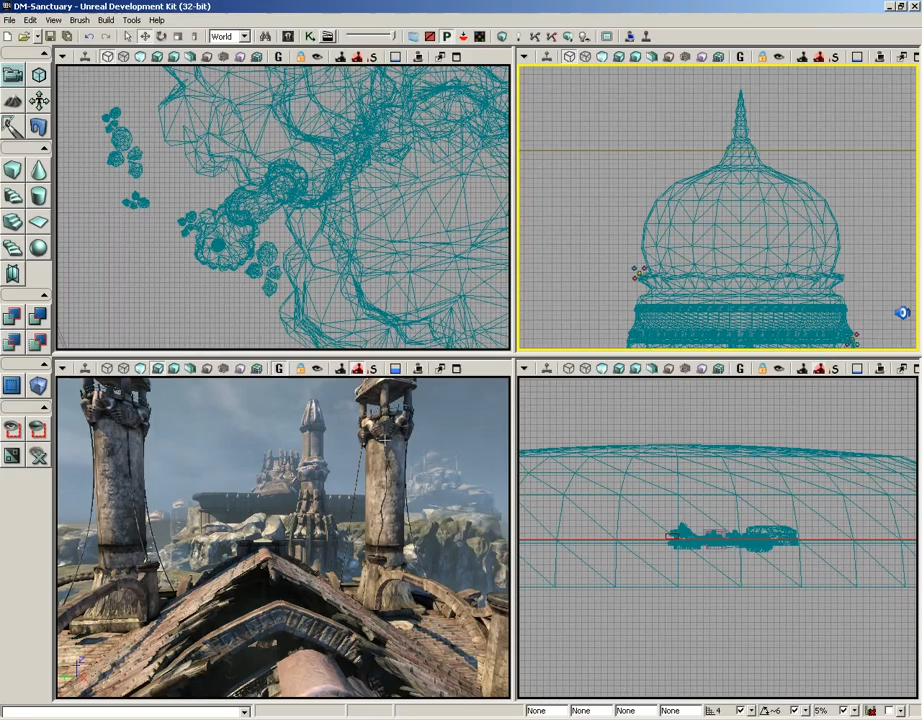 DM-Sanctuary - Unreal Development Kit (32-bit)
File Edit View Brush Build Tools Help
World
K
P
G S
G S
G S
G S
None None None None 4 ~6 5%